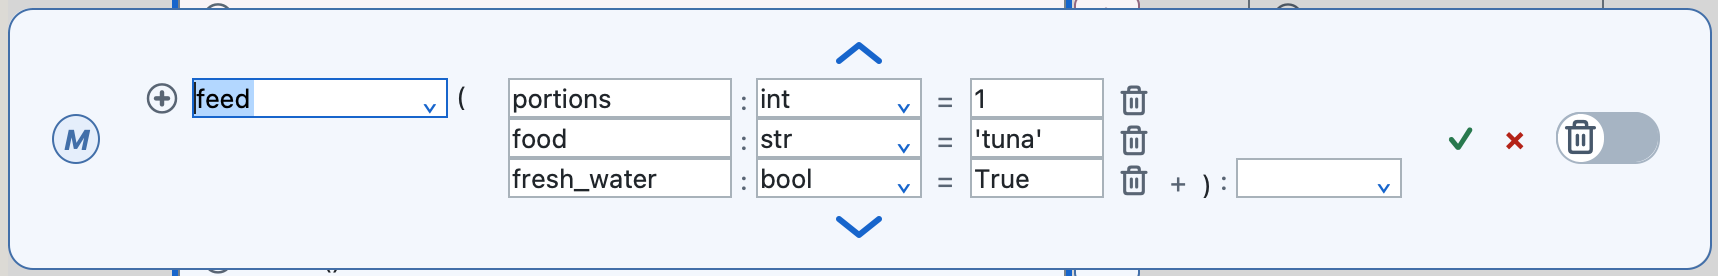 feed ( portions : int = 1
food : str = 'tuna'
M
fresh_water : bool = True + ) :